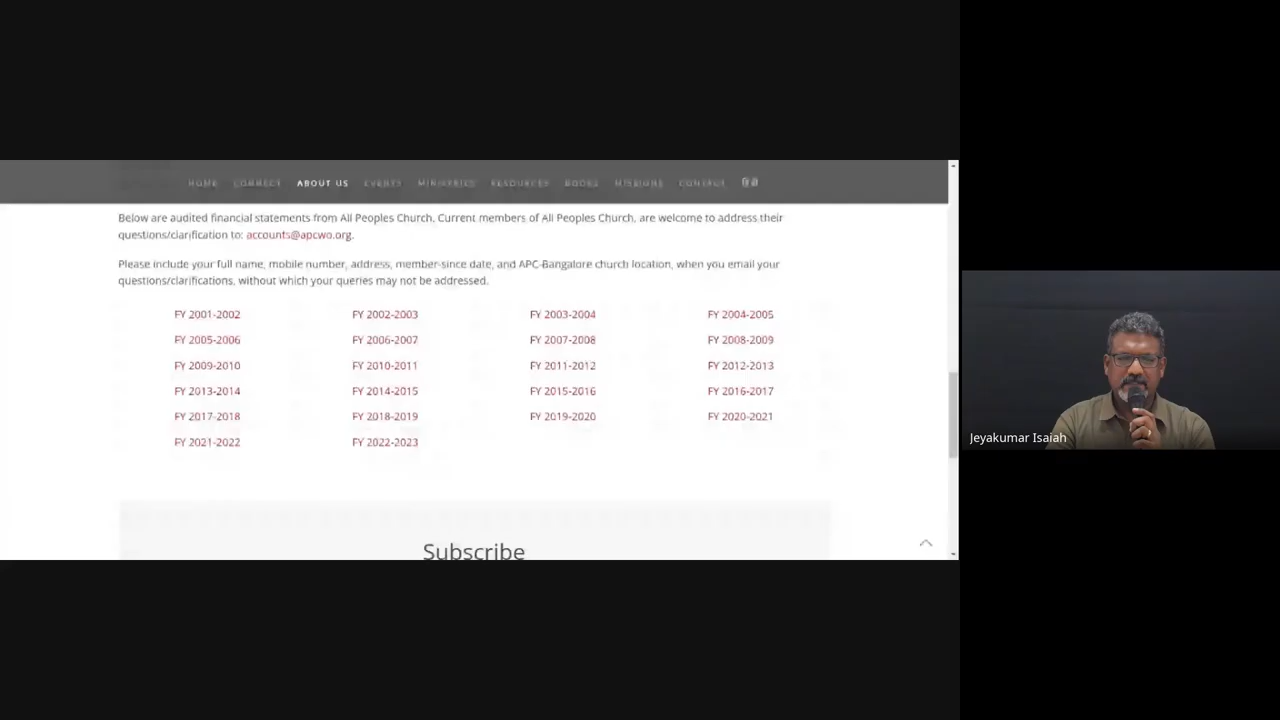 HOME CONNECT ABOUT US EVENTS MINISTRIES RESOURCES BOOKS MISSIONS CONTACT हिंदी
Below are audited financial statements from All Peoples Church. Current members of All Peoples Church, are welcome to address their
questions/clarification to: accounts@apcwo.org.
Please include your full name, mobile number, address, member-since date, and APC-Bangalore church location, when you email your
questions/clarifications, without which your queries may not be addressed.
FY 2001-2002 FY 2002-2003 FY 2003-2004 FY 2004-2005
FY 2005-2006 FY 2006-2007 FY 2007-2008 FY 2008-2009
FY 2009-2010 FY 2010-2011 FY 2011-2012 FY 2012-2013
FY 2013-2014 FY 2014-2015 FY 2015-2016 FY 2016-2017
FY 2017-2018 FY 2018-2019 FY 2019-2020 FY 2020-2021
FY 2021-2022 FY 2022-2023
Jeyakumar Isaiah
Subscribe